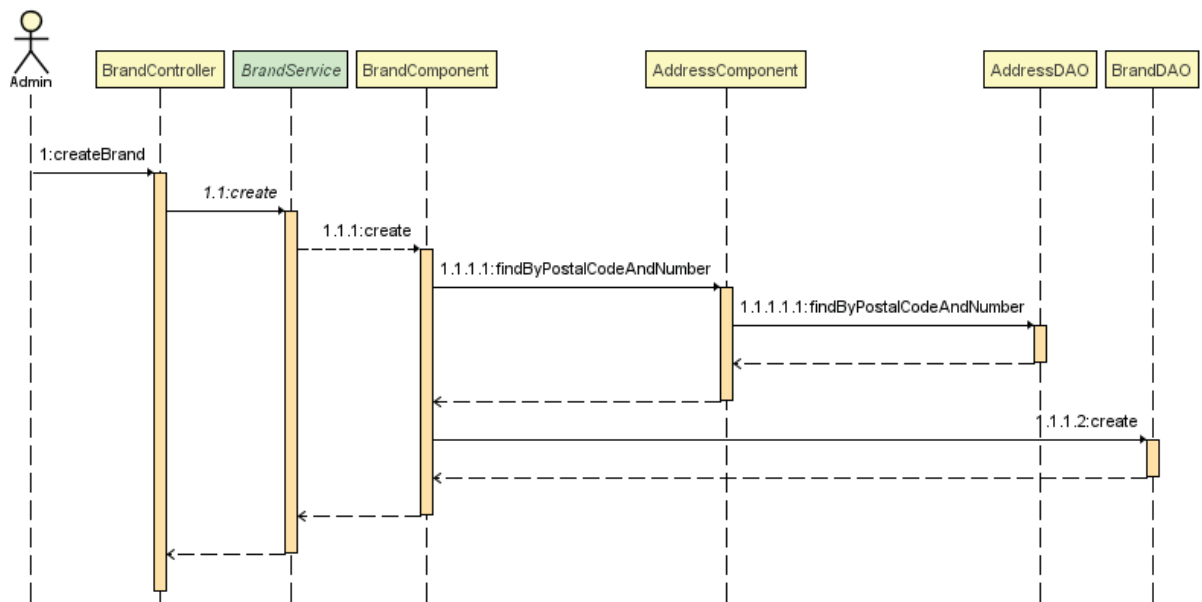 Admin
BrandController
BrandService
BrandComponent
AddressComponent
AddressDAO
BrandDAO
1:createBrand
1.1:create
1.1.1:create
1.1.1.1:findByPostalCodeAndNumber
1.1.1.1.1:findByPostalCodeAndNumber
1.1.1.2:create